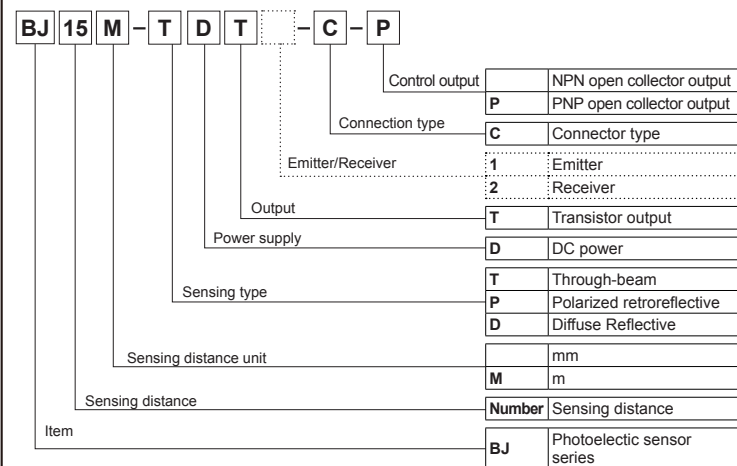 BJ 15 M – T D T – C – P
Control output
NPN open collector output
P PNP open collector output
Connection type
C Connector type
Emitter/Receiver
1 Emitter
2 Receiver
Output
T Transistor output
Power supply
D DC power
Sensing type
T Through-beam
P Polarized retroreflective
D Diffuse Reflective
Sensing distance unit
mm
M m
Sensing distance
Number Sensing distance
Item
BJ Photoelectic sensor
series